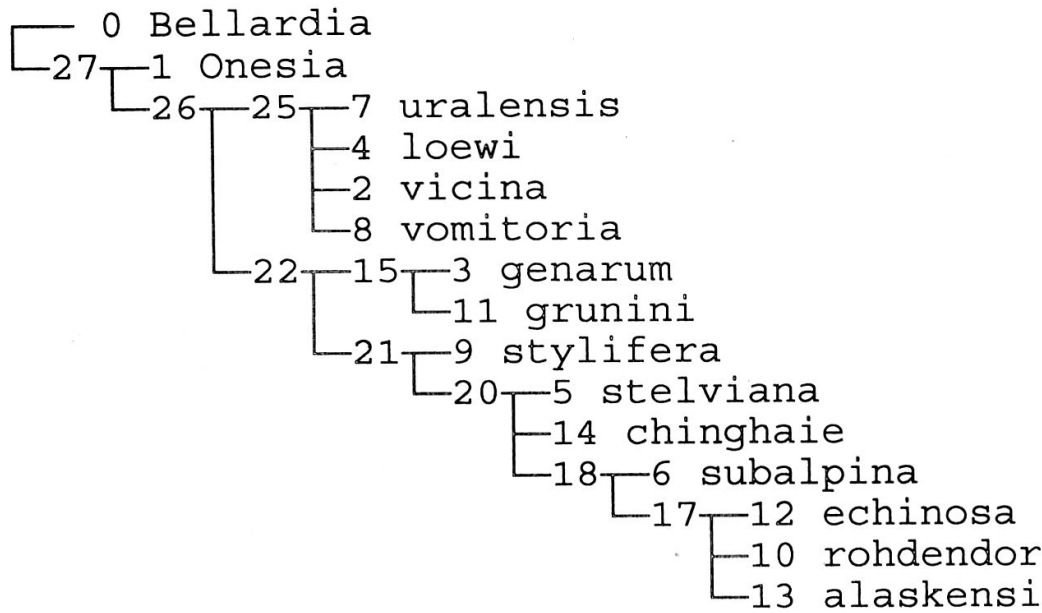 0 Bellardia
27 1 Onesia
26 25 7 uralensis
4 loewi
2 vicina
8 vomitoria
22 15 3 genarum
11 grunini
21 9 stylifera
20 5 stelviana
14 chinghaie
18 6 subalpina
17 12 echinosa
10 rohdendor
13 alaskensi